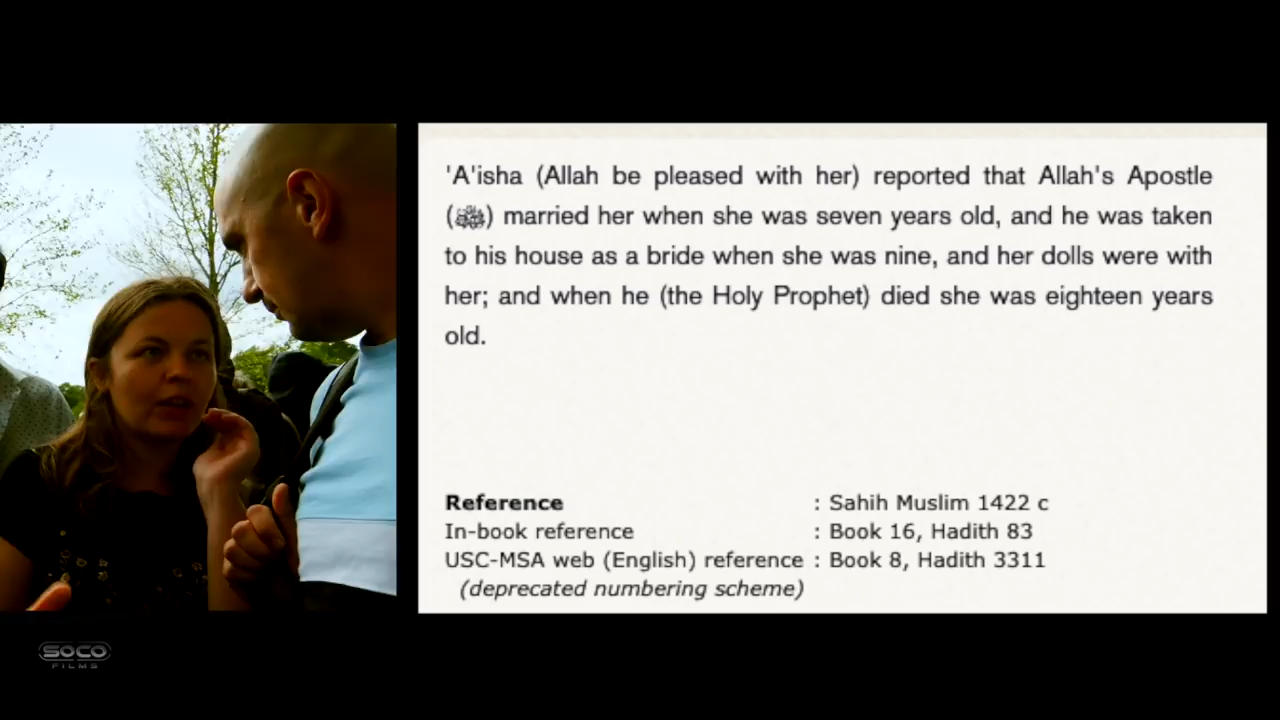 'A'isha (Allah be pleased with her) reported that Allah's Apostle
(ﷺ) married her when she was seven years old, and he was taken
to his house as a bride when she was nine, and her dolls were with
her; and when he (the Holy Prophet) died she was eighteen years
old.
Reference : Sahih Muslim 1422 c
In-book reference : Book 16, Hadith 83
USC-MSA web (English) reference : Book 8, Hadith 3311
(deprecated numbering scheme)
SOCO
FILMS